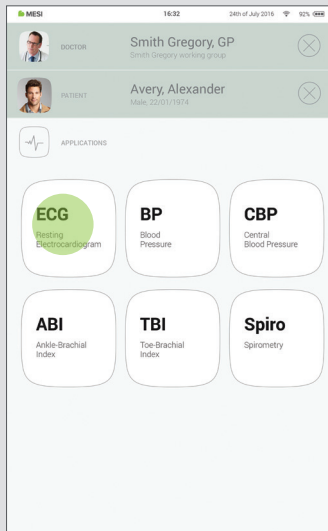 MESI 16:32 24th of July 2016 92%
DOCTOR Smith Gregory, GP
Smith Gregory working group
PATIENT Avery, Alexander
Male, 22/01/1974
APPLICATIONS
ECG
Resting
Electrocardiogram
BP
Blood
Pressure
CBP
Central
Blood Pressure
ABI
Ankle-Brachial
Index
TBI
Toe-Brachial
Index
Spiro
Spirometry